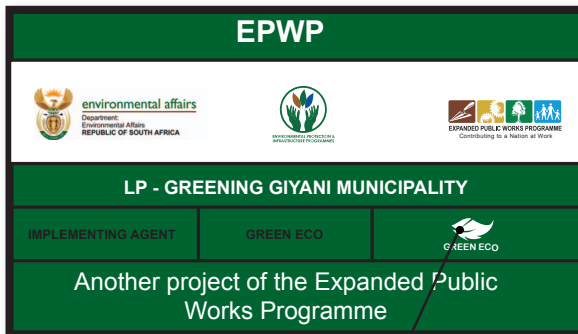 EPWP
environmental affairs
Department:
Environmental Affairs
REPUBLIC OF SOUTH AFRICA
ENVIRONMENTAL PROTECTION &
INFRASTRUCTURE PROGRAMMES
EXPANDED PUBLIC WORKS PROGRAMME
Contributing to a Nation at Work
LP - GREENING GIYANI MUNICIPALITY
IMPLEMENTING AGENT
GREEN ECO
GREEN ECO
Another project of the Expanded Public
Works Programme